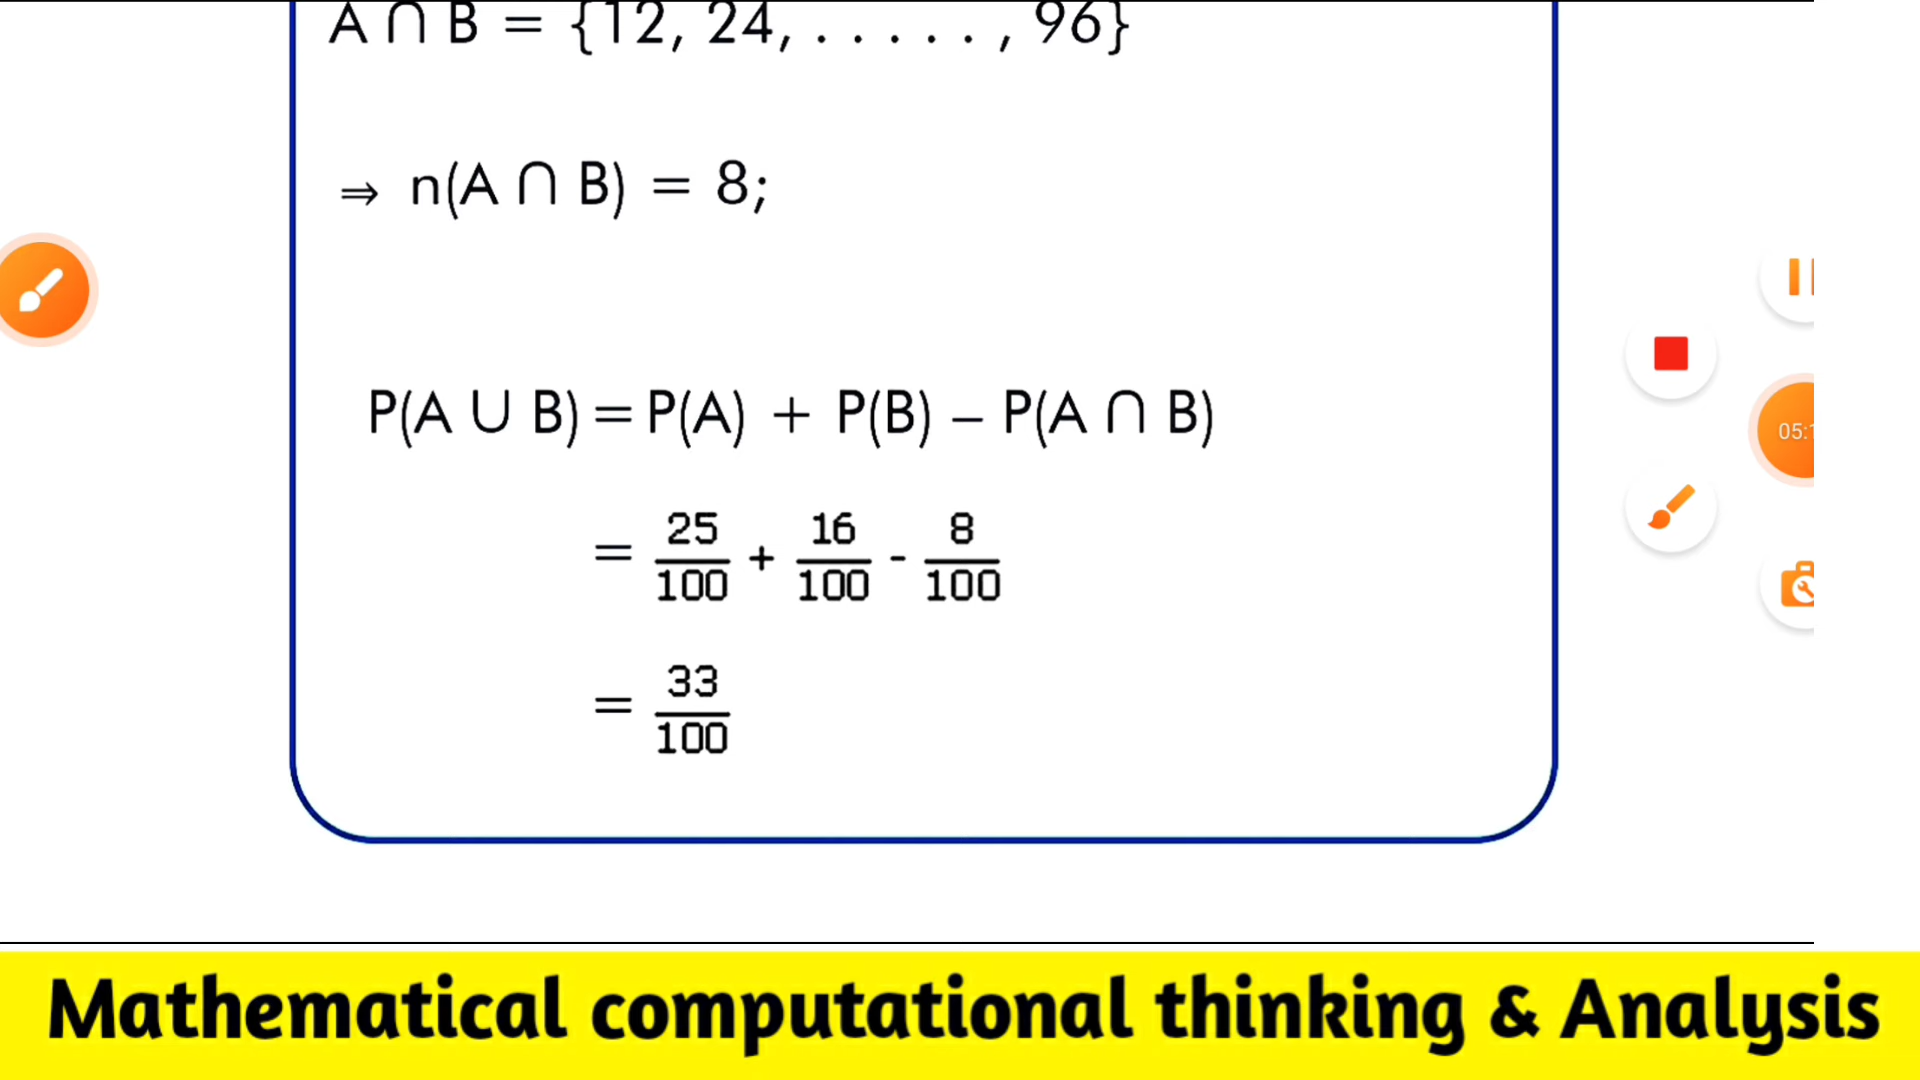 A ∩ B = {12, 24, . . . . . . , 96}
⇒ n(A ∩ B) = 8;
P(A ∪ B) = P(A) + P(B) – P(A ∩ B)
= 25/100 + 16/100 - 8/100
= 33/100
Mathematical computational thinking & Analysis